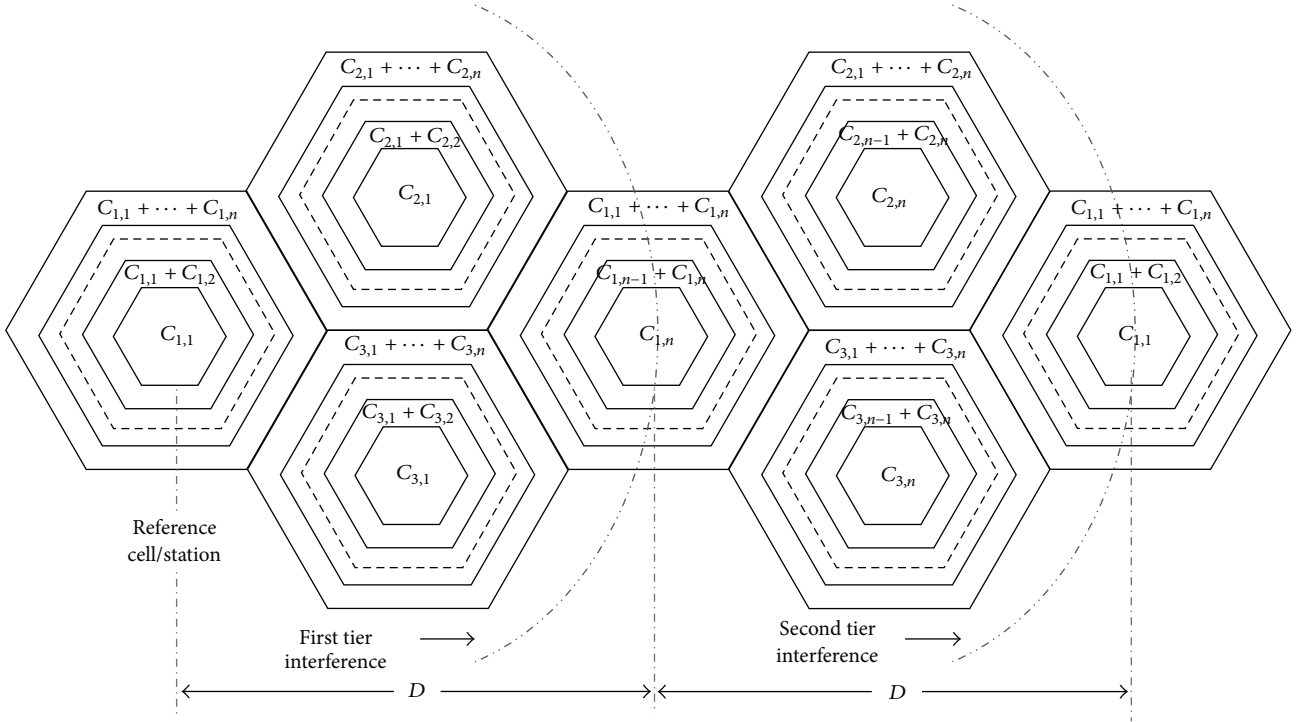 C2,1 + ⋯ + C2,n
C2,1 + C2,2
C2,1
C2,1 + ⋯ + C2,n
C2,n−1 + C2,n
C2,n
C1,1 + ⋯ + C1,n
C1,1 + C1,2
C1,1
C1,1 + ⋯ + C1,n
C1,n−1 + C1,n
C1,n
C1,1 + ⋯ + C1,n
C1,1 + C1,2
C1,1
C3,1 + ⋯ + C3,n
C3,1 + C3,2
C3,1
C3,1 + ⋯ + C3,n
C3,n−1 + C3,n
C3,n
Reference
cell/station
First tier
interference
Second tier
interference
D
D